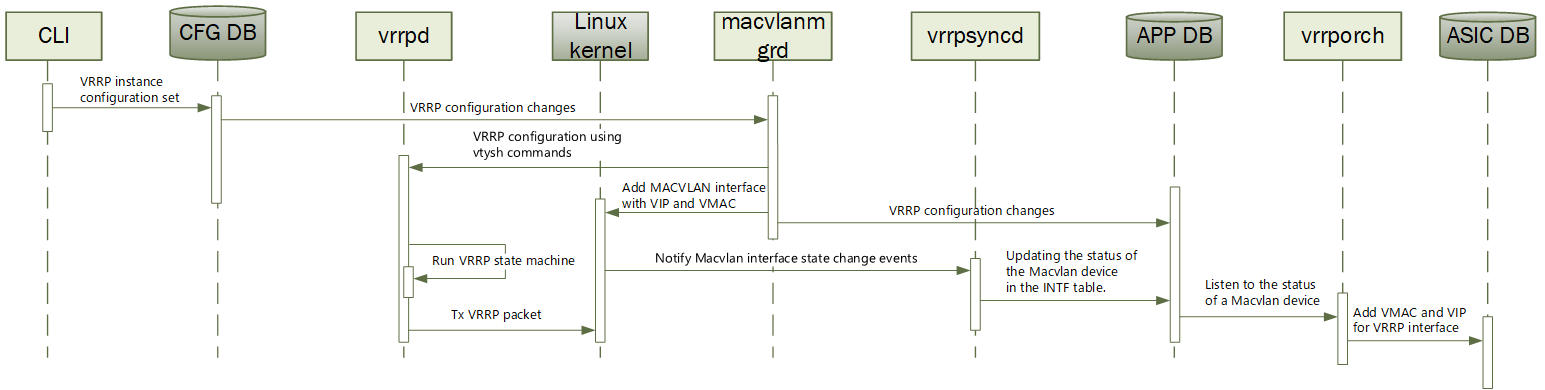 CLI
CFG DB
vrrpd
Linux
kernel
macvlanm
grd
vrrpsyncd
APP DB
vrrporch
ASIC DB
VRRP instance
configuration set
VRRP configuration changes
VRRP configuration using
vtysh commands
Add MACVLAN interface
with VIP and VMAC
VRRP configuration changes
Run VRRP state machine
Notify Macvlan interface state change events
Updating the status of
the Macvlan device
in the INTF table.
Listen to the status
of a Macvlan device
Tx VRRP packet
Add VMAC and VIP
for VRRP interface